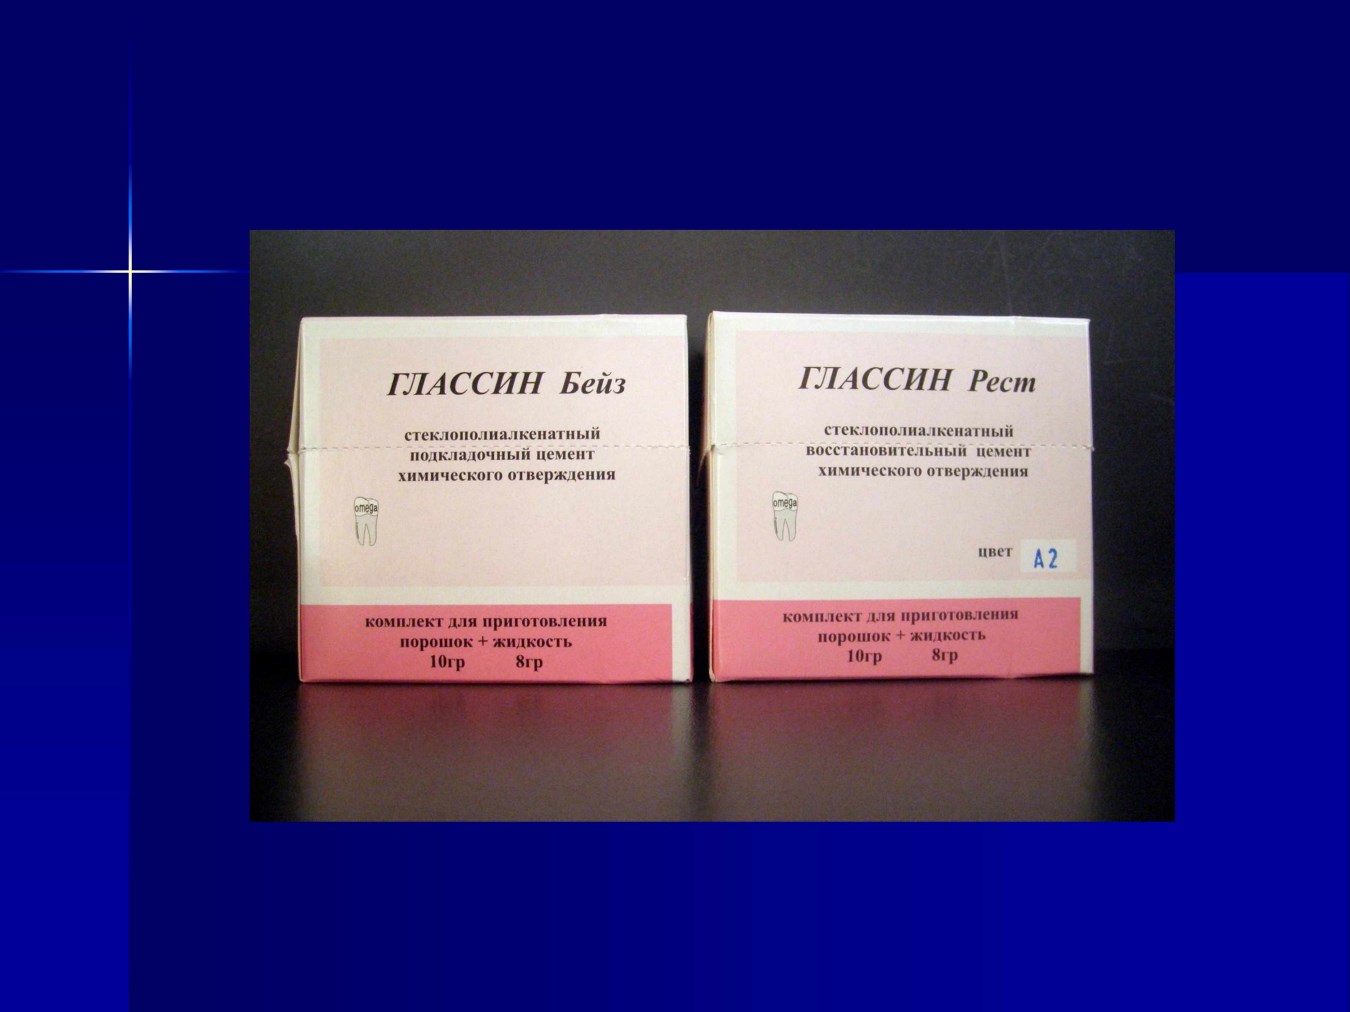 ГЛАССИН Бейз
стеклополиалкенатный
подкладочный цемент
химического отверждения
omega
комплект для приготовления
порошок + жидкость
10гр 8гр
ГЛАССИН Рест
стеклополиалкенатный
восстановительный цемент
химического отверждения
omega
цвет A2
комплект для приготовления
порошок + жидкость
10гр 8гр